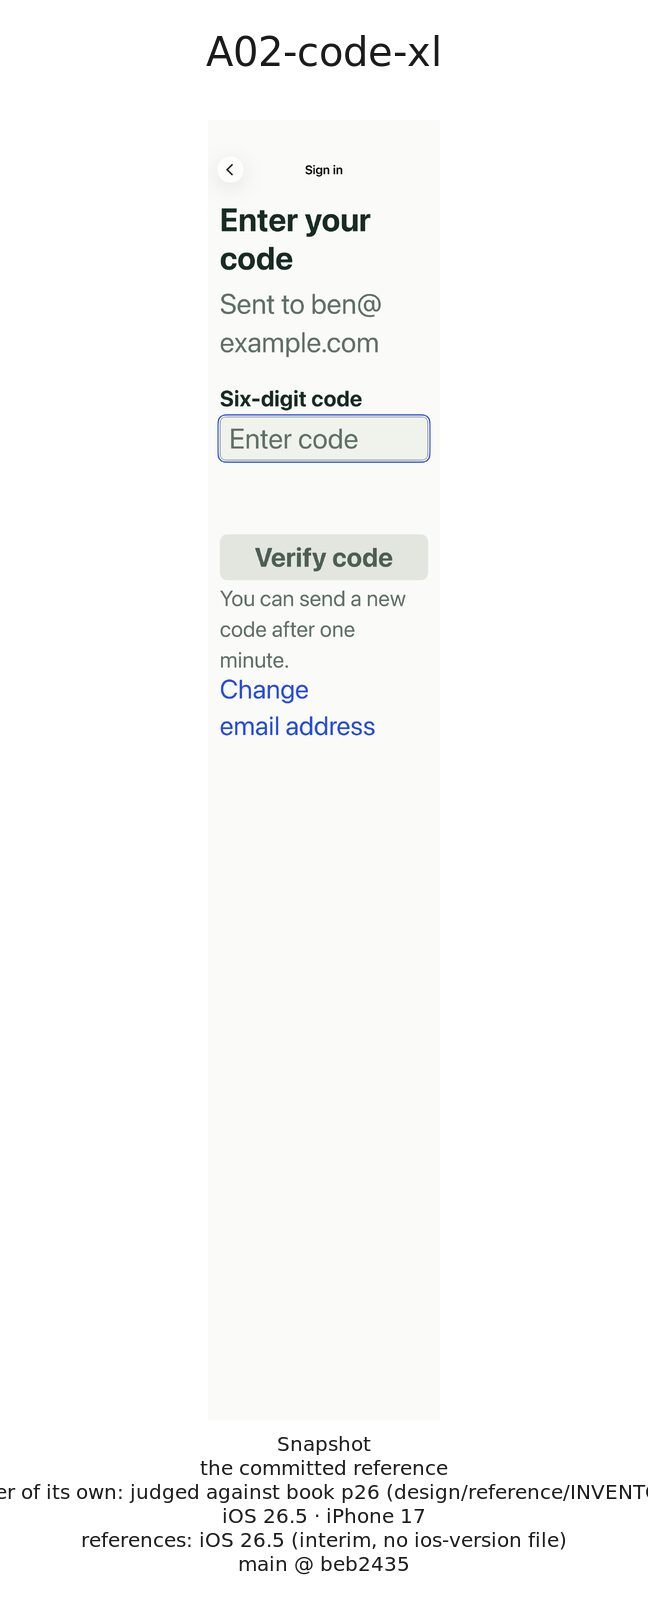 A02-code-xl
Sign in
Enter your
code
Sent to ben@
example.com
Six-digit code
Enter code
Verify code
You can send a new
code after one
minute.
Change
email address
Snapshot
the committed reference
of its own: judged against book p26 (design/reference/
iOS 26.5 · iPhone 17
references: iOS 26.5 (interim, no ios-version file)
main @ beb2435